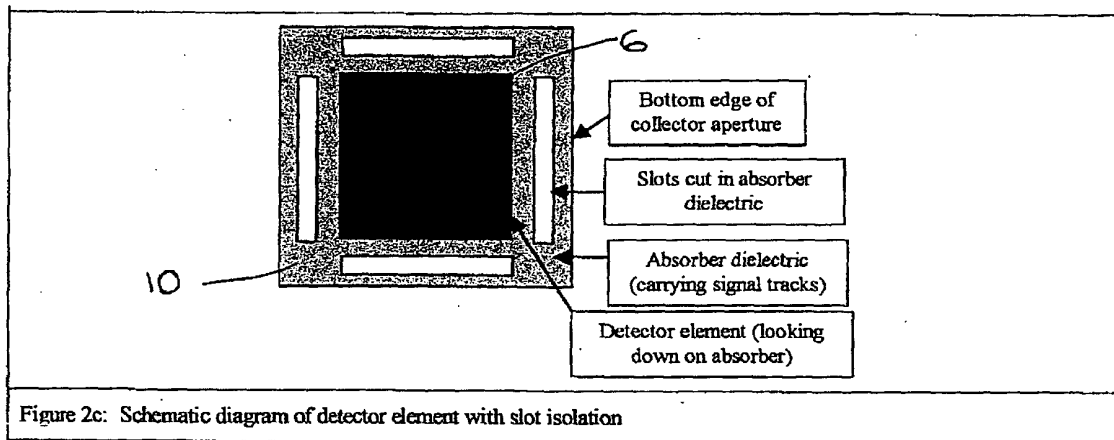 6
Bottom edge of
collector aperture
Slots cut in absorber
dielectric
Absorber dielectric
(carrying signal tracks)
10
Detector element (looking
down on absorber)
Figure 2c: Schematic diagram of detector element with slot isolation